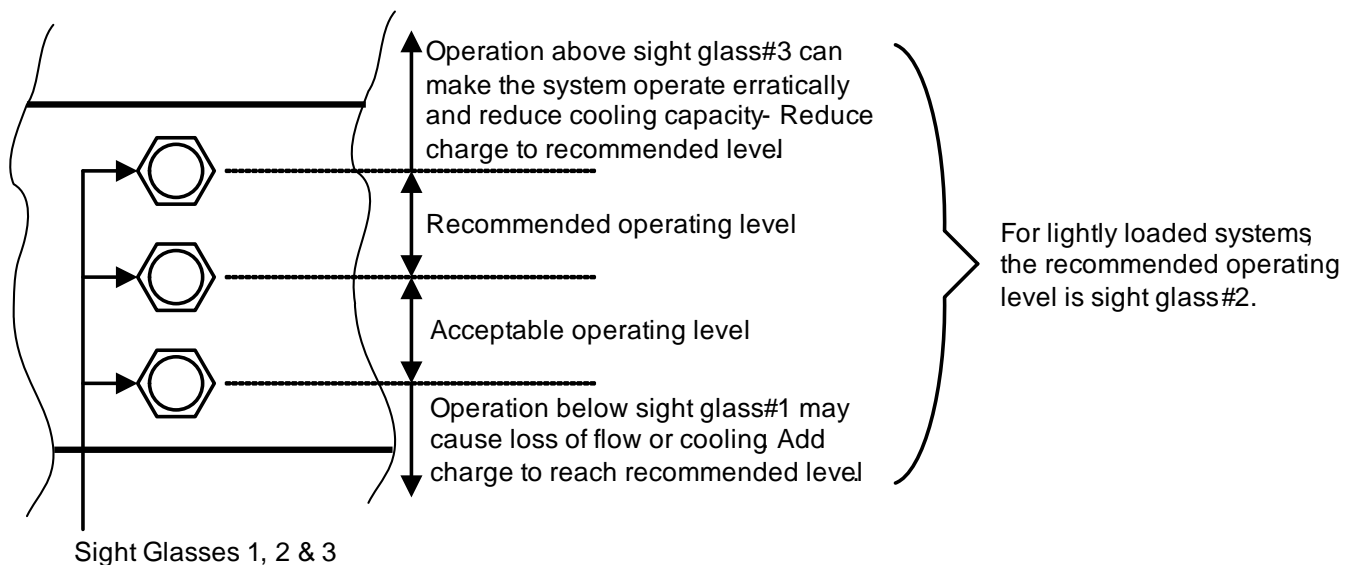 Operation above sight glass#3 can
make the system operate erratically
and reduce cooling capacity- Reduce
charge to recommended level.
Recommended operating level
Acceptable operating level
Operation below sight glass#1 may
cause loss of flow or cooling. Add
charge to reach recommended level.
For lightly loaded systems,
the recommended operating
level is sight glass#2.
Sight Glasses 1, 2 & 3